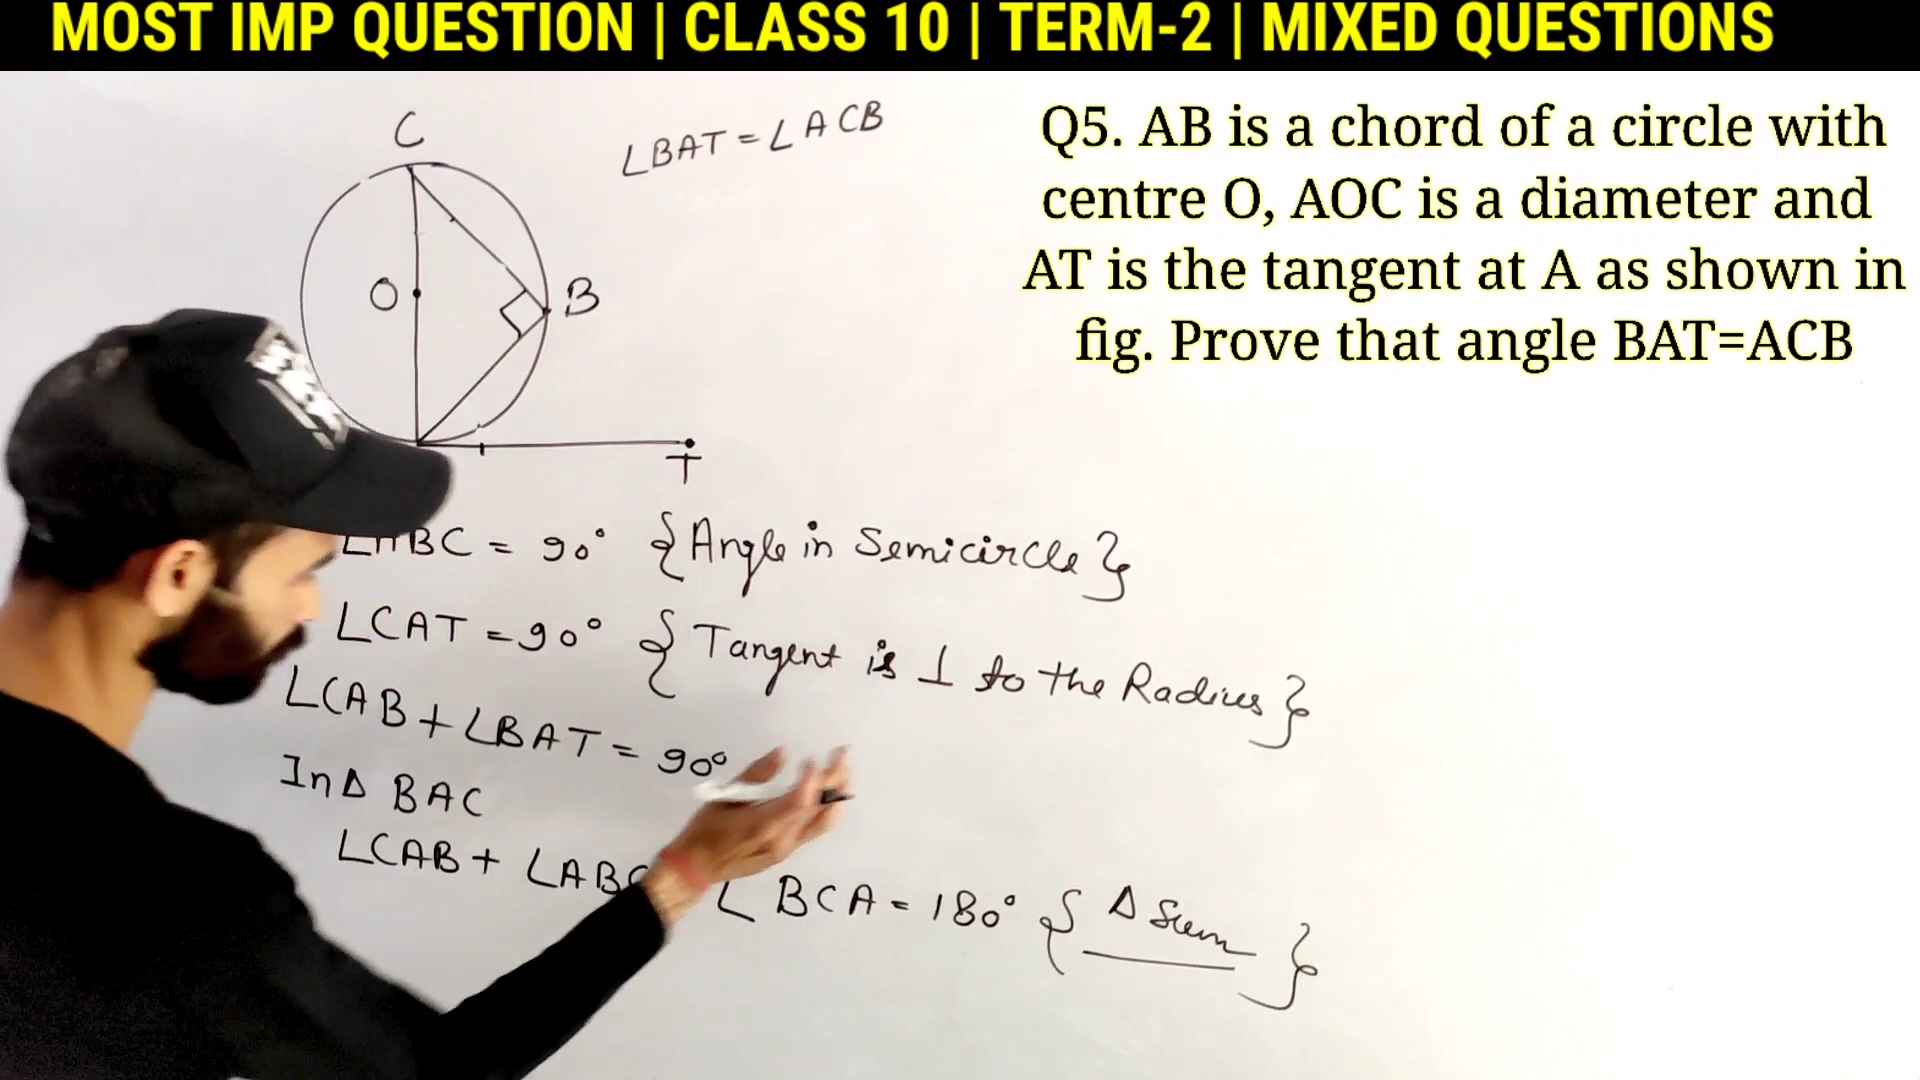 MOST IMP QUESTION | CLASS 10 | TERM-2 | MIXED QUESTIONS
Q5. AB is a chord of a circle with
centre O, AOC is a diameter and
AT is the tangent at A as shown in
fig. Prove that angle BAT=ACB
∠BAT = ∠ACB
C
O
B
T
∠ABC = 90° {Angle in Semicircle}
∠CAT = 90° {Tangent is ⊥ to the Radius}
∠CAB + ∠BAT = 90°
In Δ BAC
∠CAB + ∠ABC ∠BCA = 180° {Δ Sum}